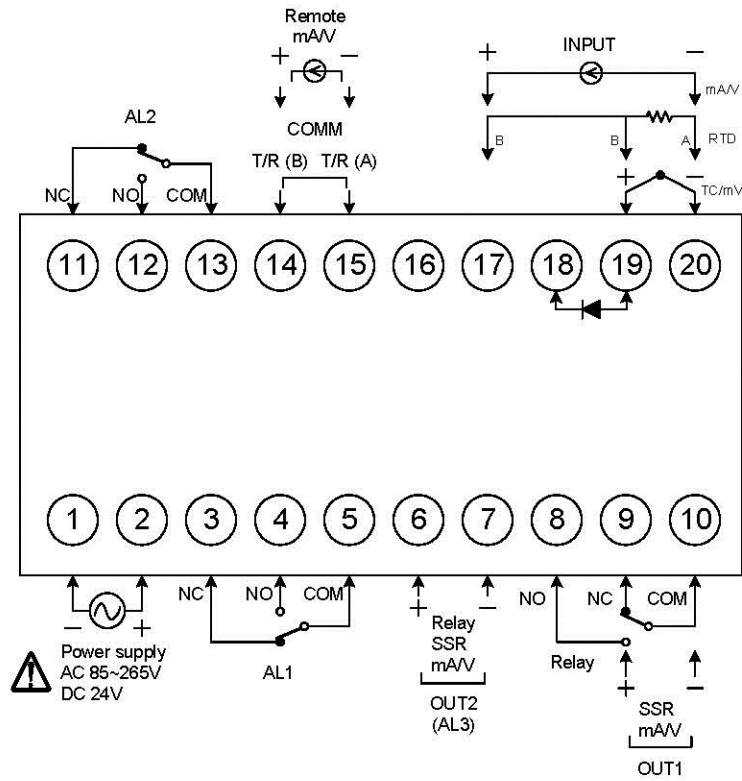 Remote
mA/V
+ −
+ INPUT −
mA/V
AL2
COMM
B B A RTD
T/R (B) T/R (A)
+ −
TC/mV
NC NO COM
11 12 13 14 15 16 17 18 19 20
1 2 3 4 5 6 7 8 9 10
− +
NC NO COM
+ −
NO NC COM
Power supply
AC 85~265V
DC 24V
AL1
Relay
SSR
mA/V
OUT2
(AL3)
Relay
+ −
SSR
mA/V
OUT1